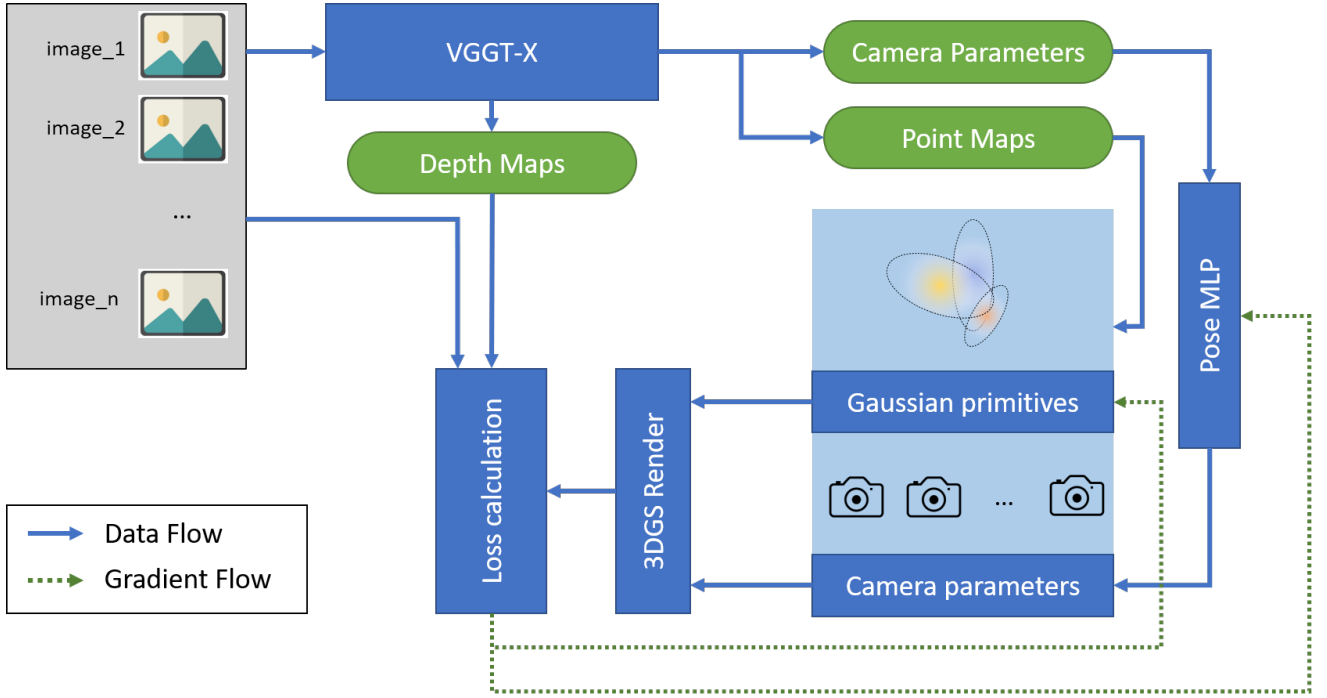 image_1
image_2
...
image_n
VGGT-X
Depth Maps
Camera Parameters
Point Maps
Pose MLP
Gaussian primitives
...
Camera parameters
3DGS Render
Loss calculation
Data Flow
Gradient Flow